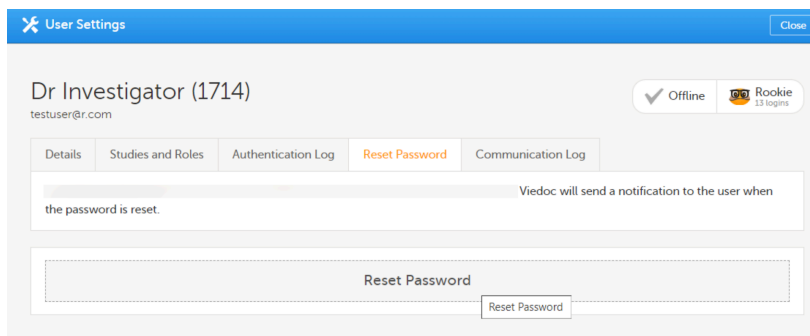 User Settings
Close
Dr Investigator (1714)
testuser@r.com
Offline
Rookie
13 logins
Details
Studies and Roles
Authentication Log
Reset Password
Communication Log
Viedoc will send a notification to the user when
the password is reset.
Reset Password
Reset Password